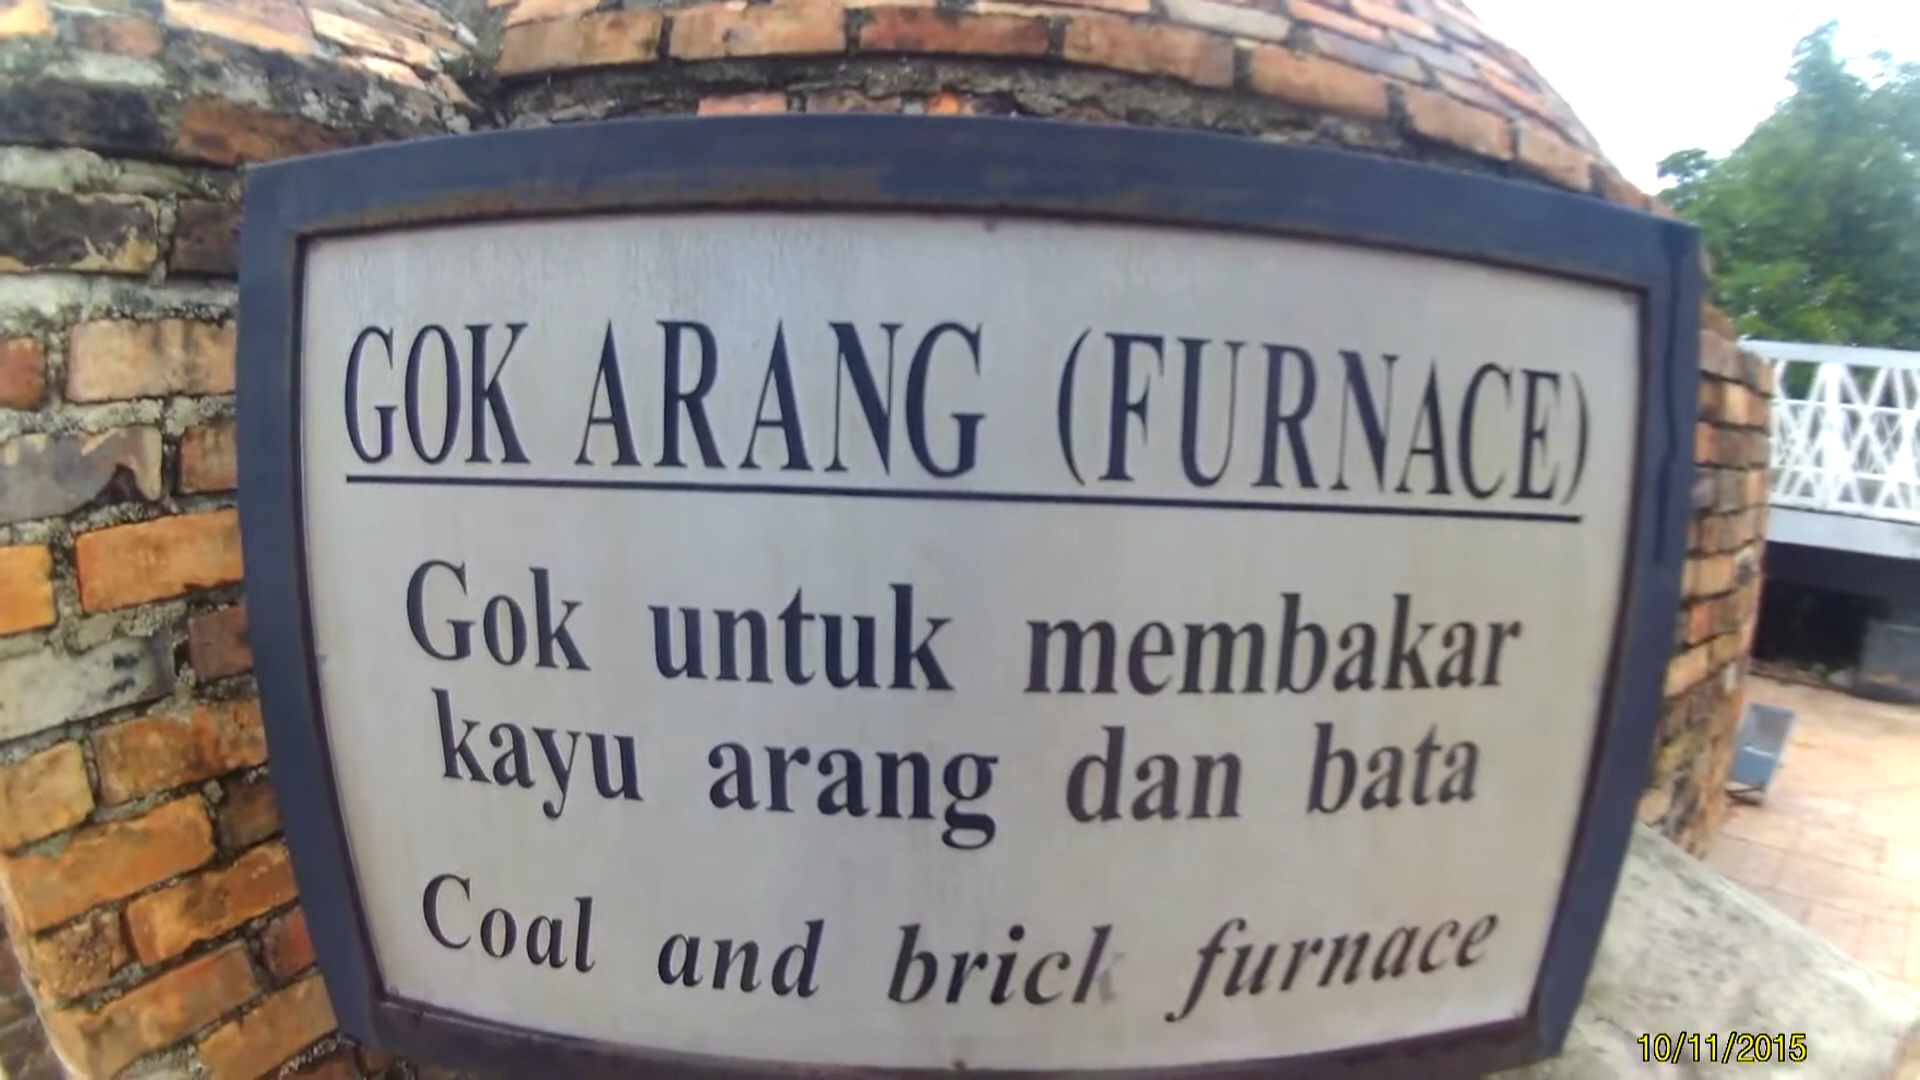 GOK ARANG (FURNACE)
Gok untuk membakar
kayu arang dan bata
Coal and brick furnace
10/11/2015